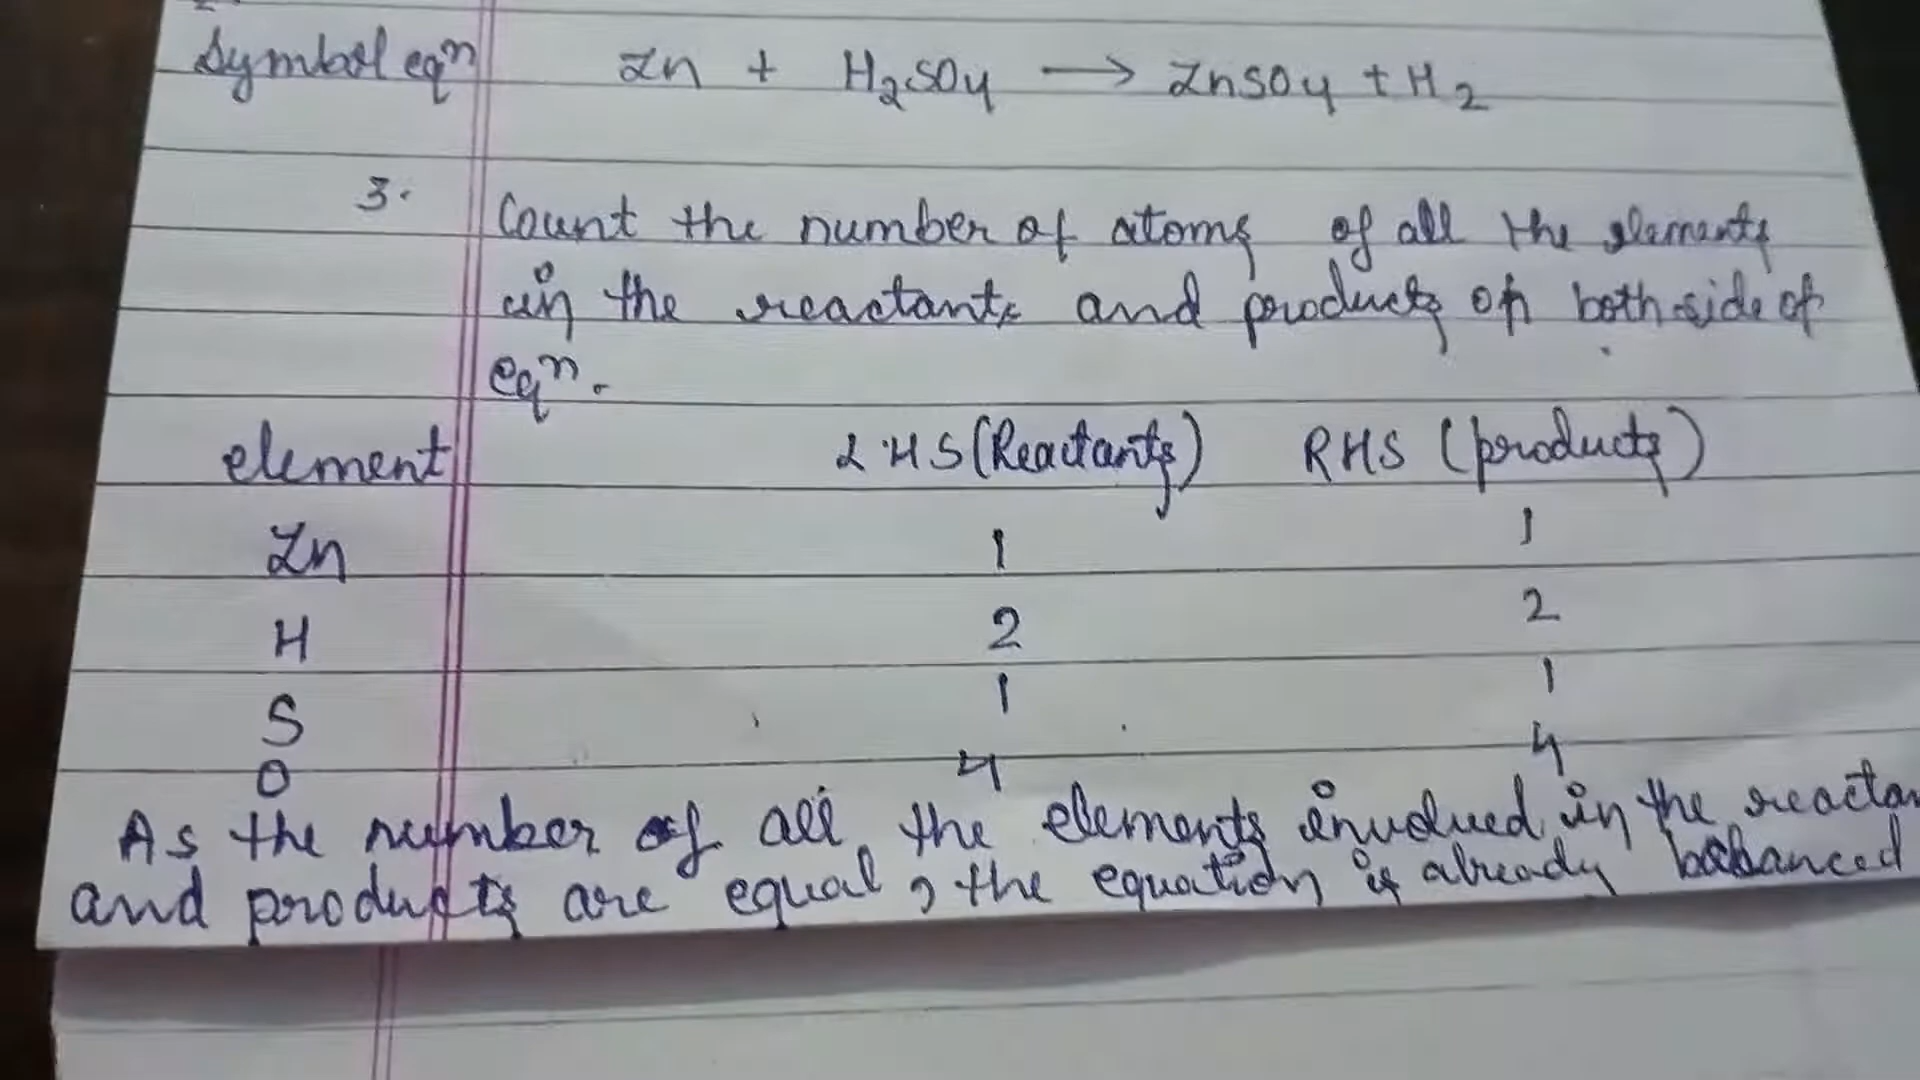 Symbol eqn Zn + H2SO4 → ZnSO4 + H2
3. Count the number of atoms of all the elements
in the reactants and products on both side of
eqn.
element L.H.S (Reactants) RHS (products)
Zn 1 1
H 2 2
S 1 1
O 4 4
As the number of all the elements involved in the reactan
and products are equal, the equation is already balanced